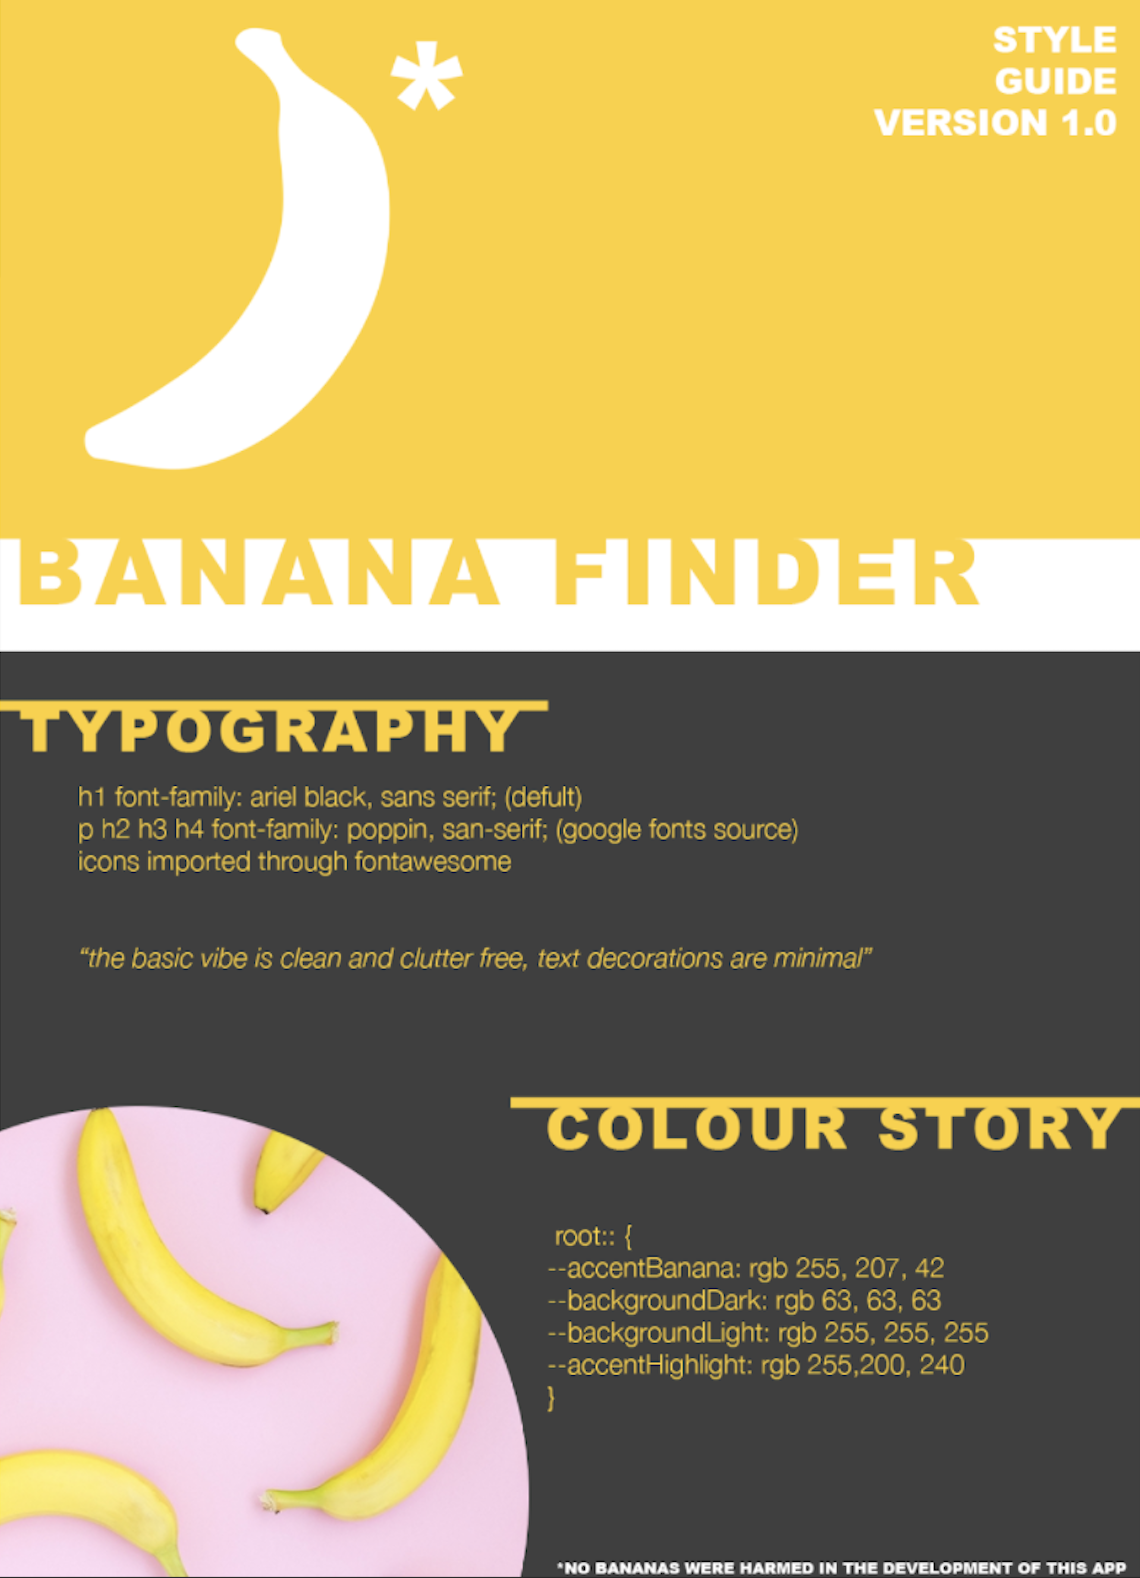 *
STYLE
GUIDE
VERSION 1.0
BANANA FINDER
TYPOGRAPHY
h1 font-family: ariel black, sans serif; (defult)
p h2 h3 h4 font-family: poppin, san-serif; (google fonts source)
icons imported through fontawesome
“the basic vibe is clean and clutter free, text decorations are minimal”
COLOUR STORY
root:: {
--accentBanana: rgb 255, 207, 42
--backgroundDark: rgb 63, 63, 63
--backgroundLight: rgb 255, 255, 255
--accentHighlight: rgb 255,200, 240
}
*NO BANANAS WERE HARMED IN THE DEVELOPMENT OF THIS APP